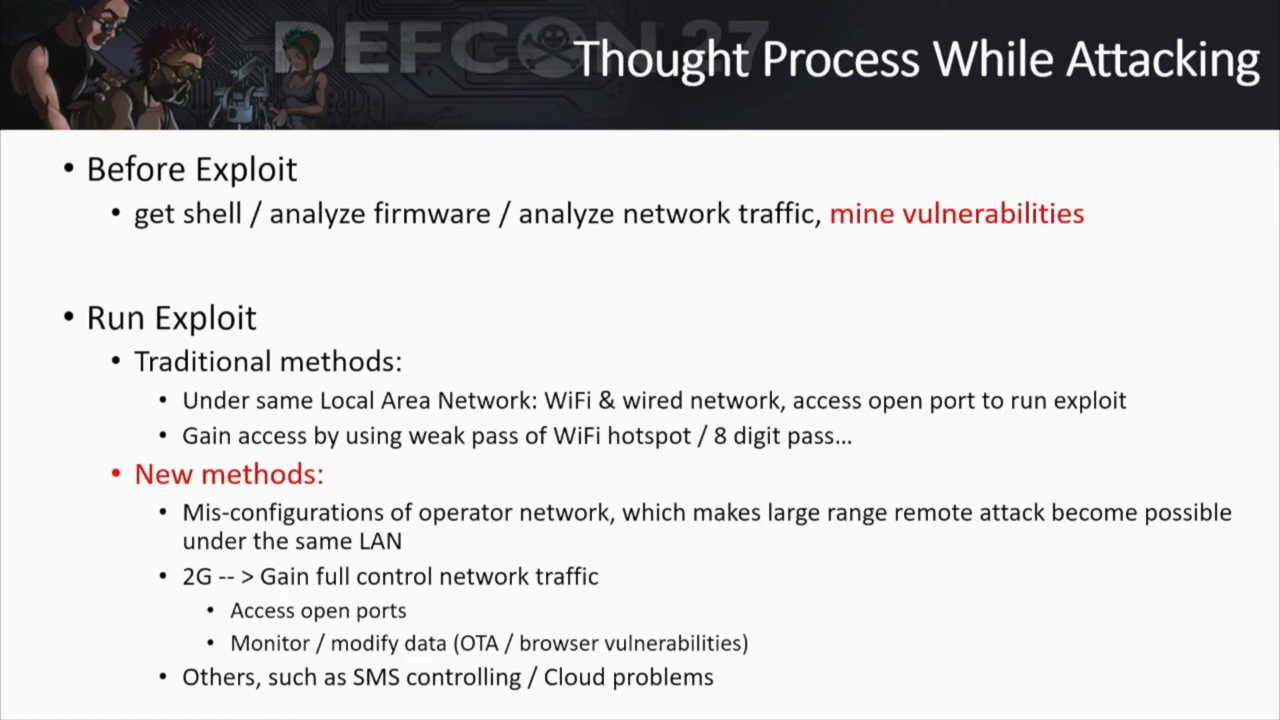 DEFCON 27
Thought Process While Attacking
• Before Exploit
• get shell / analyze firmware / analyze network traffic, mine vulnerabilities
• Run Exploit
• Traditional methods:
• Under same Local Area Network: WiFi & wired network, access open port to run exploit
• Gain access by using weak pass of WiFi hotspot / 8 digit pass...
• New methods:
• Mis-configurations of operator network, which makes large range remote attack become possible
under the same LAN
• 2G -- > Gain full control network traffic
• Access open ports
• Monitor / modify data (OTA / browser vulnerabilities)
• Others, such as SMS controlling / Cloud problems